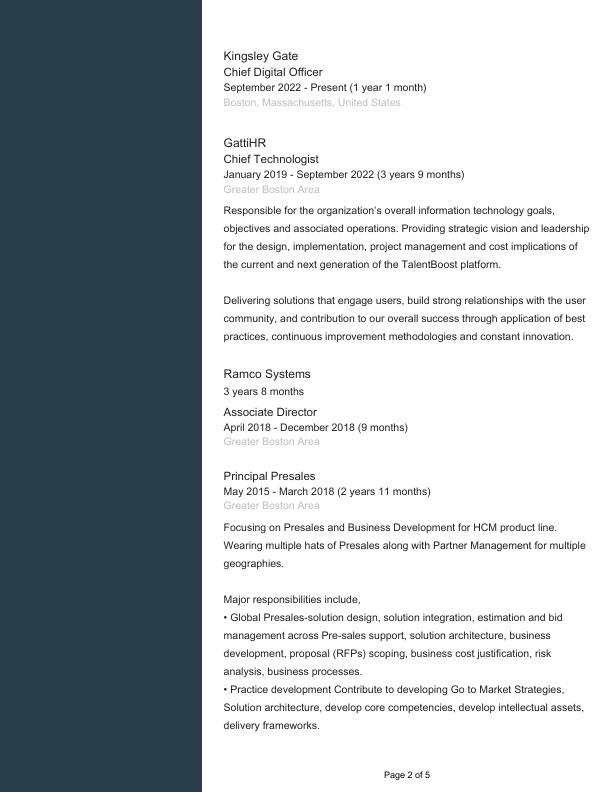 Kingsley Gate
Chief Digital Officer
September 2022 - Present (1 year 1 month)
Boston, Massachusetts, United States
GattiHR
Chief Technologist
January 2019 - September 2022 (3 years 9 months)
Greater Boston Area
Responsible for the organization's overall information technology goals,
objectives and associated operations. Providing strategic vision and leadership
for the design, implementation, project management and cost implications of
the current and next generation of the TalentBoost platform.
Delivering solutions that engage users, build strong relationships with the user
community, and contribution to our overall success through application of best
practices, continuous improvement methodologies and constant innovation.
Ramco Systems
3 years 8 months
Associate Director
April 2018 - December 2018 (9 months)
Greater Boston Area
Principal Presales
May 2015 - March 2018 (2 years 11 months)
Greater Boston Area
Focusing on Presales and Business Development for HCM product line.
Wearing multiple hats of Presales along with Partner Management for multiple
geographies.
Major responsibilities include,
• Global Presales-solution design, solution integration, estimation and bid
management across Pre-sales support, solution architecture, business
development, proposal (RFPs) scoping, business cost justification, risk
analysis, business processes.
• Practice development Contribute to developing Go to Market Strategies,
Solution architecture, develop core competencies, develop intellectual assets,
delivery frameworks.
Page 2 of 5